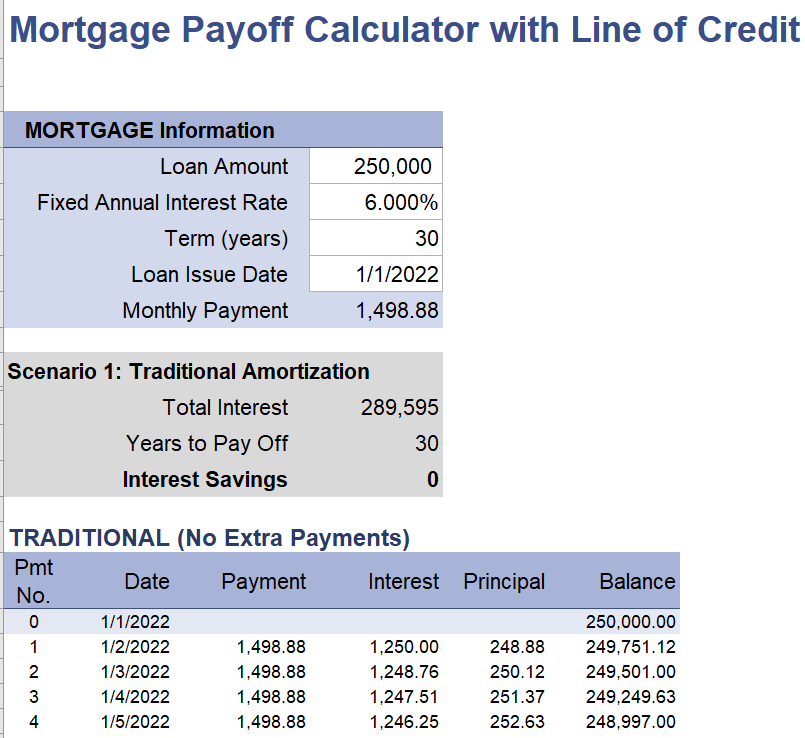 Mortgage Payoff Calculator with Line of Credit
MORTGAGE Information
Loan Amount 250,000
Fixed Annual Interest Rate 6.000%
Term (years) 30
Loan Issue Date 1/1/2022
Monthly Payment 1,498.88
Scenario 1: Traditional Amortization
Total Interest 289,595
Years to Pay Off 30
Interest Savings 0
TRADITIONAL (No Extra Payments)
Pmt No. Date Payment Interest Principal Balance
0 1/1/2022 250,000.00
1 1/2/2022 1,498.88 1,250.00 248.88 249,751.12
2 1/3/2022 1,498.88 1,248.76 250.12 249,501.00
3 1/4/2022 1,498.88 1,247.51 251.37 249,249.63
4 1/5/2022 1,498.88 1,246.25 252.63 248,997.00